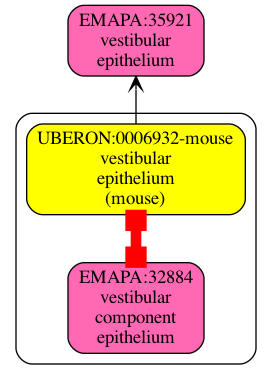 EMAPA:35921
vestibular
epithelium
UBERON:0006932-mouse
vestibular
epithelium
(mouse)
EMAPA:32884
vestibular
component
epithelium